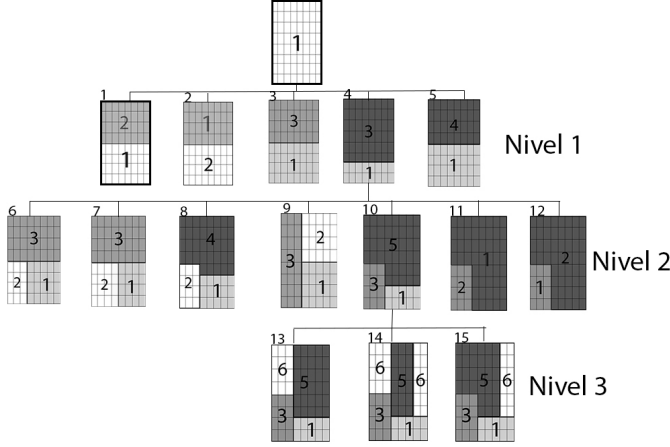 1
1 2 3 4 5
2 1 3 3 4
1 2 1 1 1
Nivel 1
6 7 8 9 10 11 12
3 3 4 2 5 1 2
2 1 2 1 2 1 3 1 3 1 2 1
Nivel 2
13 14 15
6 5 6 5 6 5 6
3 1 3 1 3 1
Nivel 3